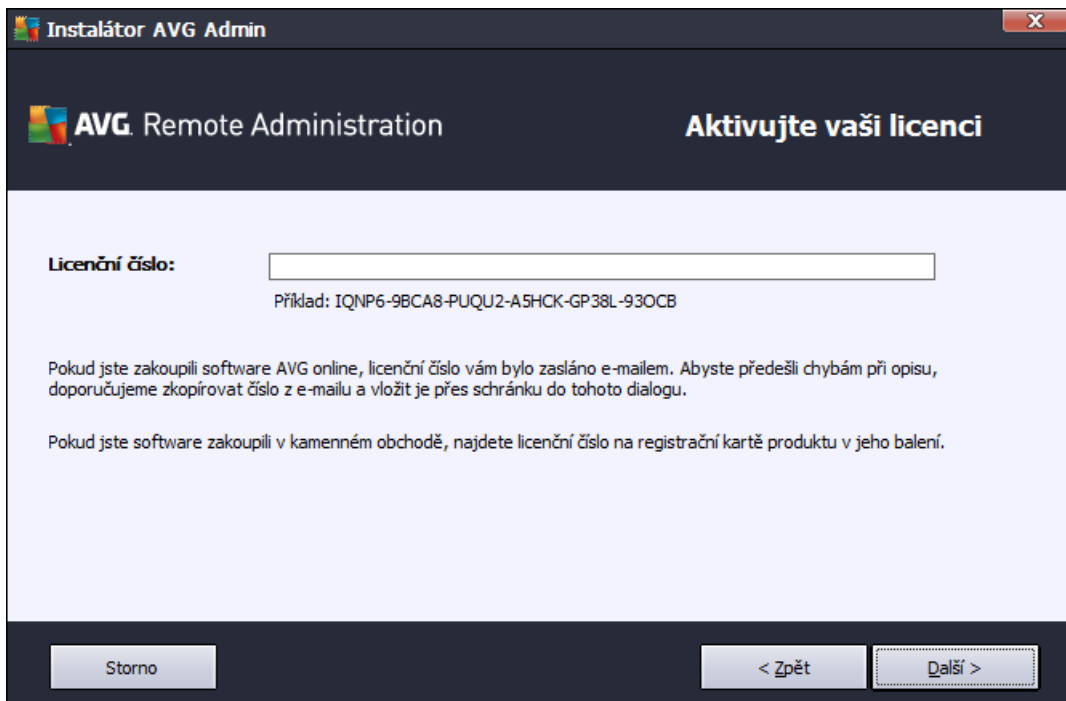 Instalátor AVG Admin
X
AVG. Remote Administration
Aktivujte vaši licenci
Licenční číslo:
Příklad: IQNP6-9BCA8-PUQU2-A5HCK-GP38L-93OCB
Pokud jste zakoupili software AVG online, licenční číslo vám bylo zasláno e-mailem. Abyste předešli chybám při opisu,
doporučujeme zkopírovat číslo z e-mailu a vložit je přes schránku do tohoto dialogu.
Pokud jste software zakoupili v kamenném obchodě, najdete licenční číslo na registrační kartě produktu v jeho balení.
Storno
< Zpět
Další >